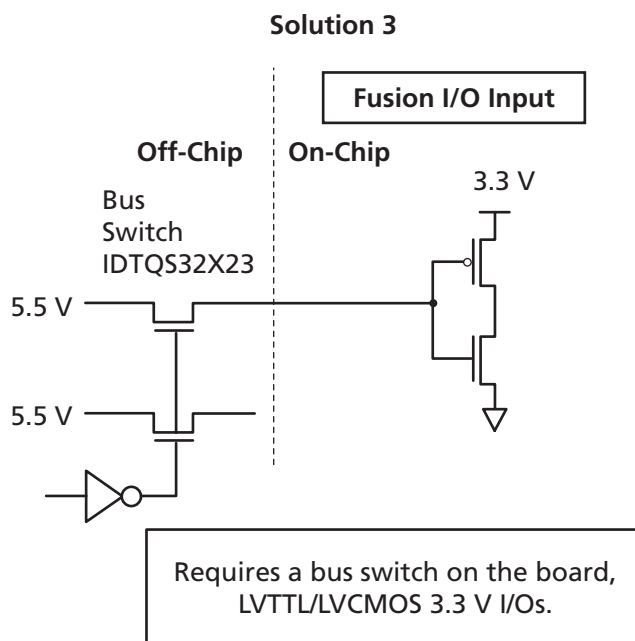 Solution 3
Fusion I/O Input
Off-Chip
On-Chip
3.3 V
Bus
Switch
IDTQS32X23
5.5 V
5.5 V
Requires a bus switch on the board,
LVTTL/LVCMOS 3.3 V I/Os.